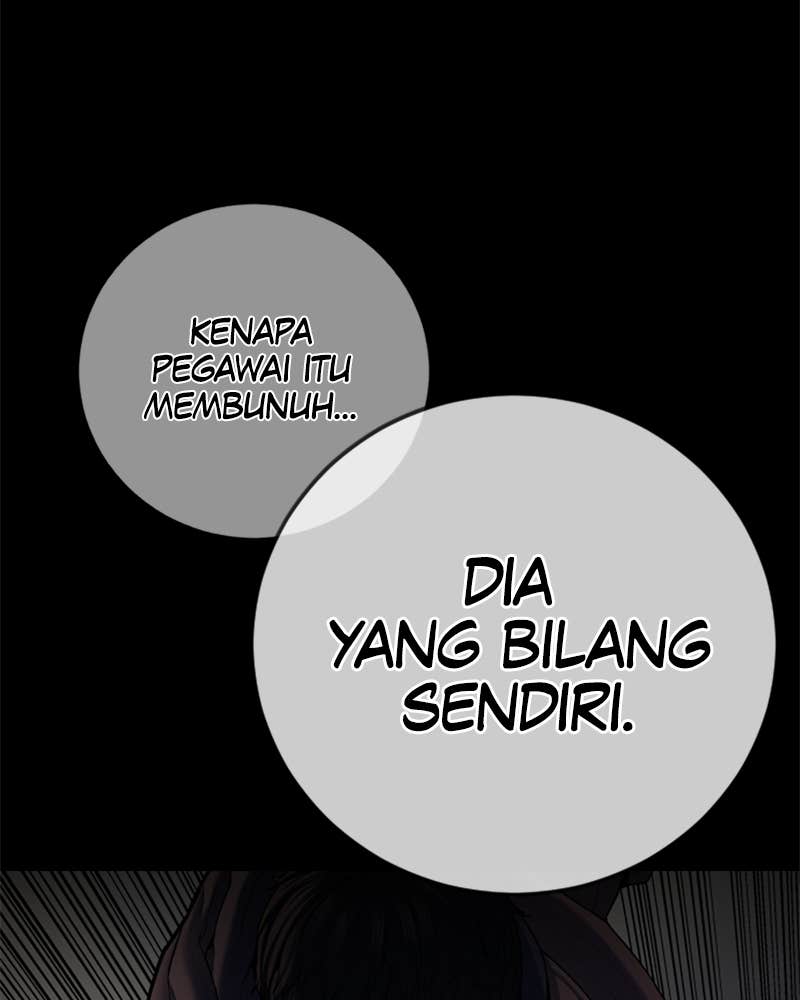 KENAPA
PEGAWAI ITU
MEMBUNUH...
DIA
YANG BILANG
SENDIRI.